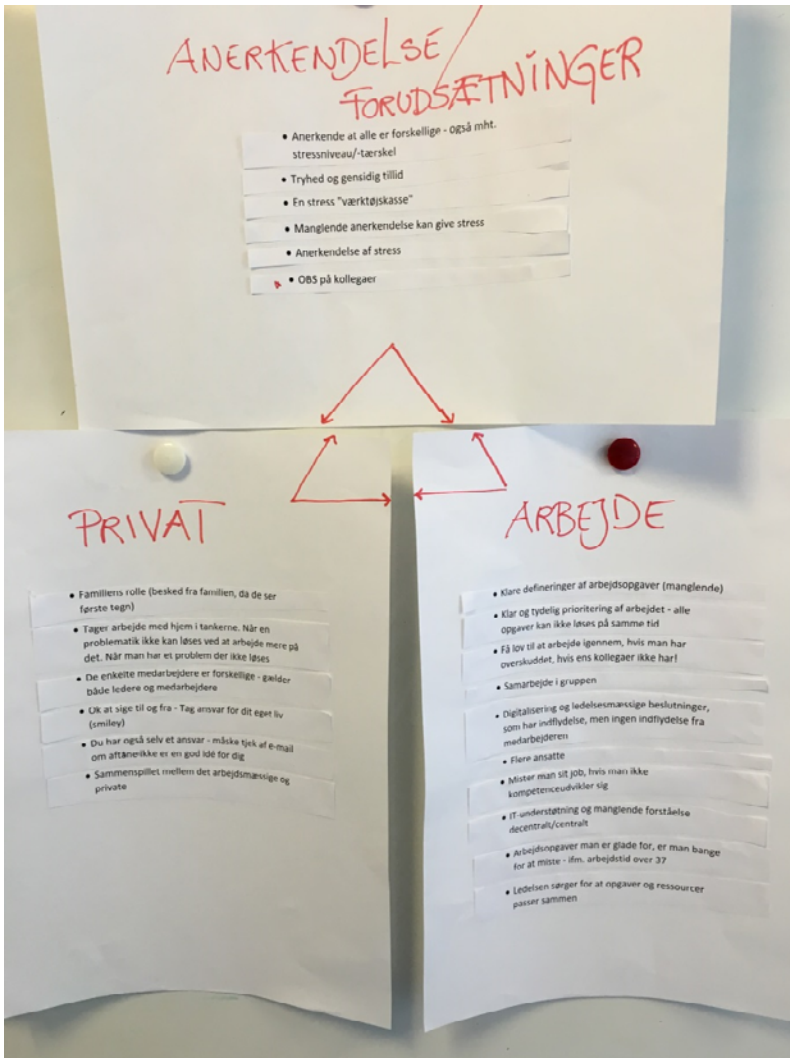 ANERKENDELSE/
FORUDSÆTNINGER
• Anerkende at alle er forskellige - også mht.
stressniveau/-tærskel
• Tryghed og gensidig tillid
• En stress "værktøjskasse"
• Manglende anerkendelse kan give stress
• Anerkendelse af stress
• OBS på kollegaer
PRIVAT
• Familiens rolle (besked fra familien, da de ser
første tegn)
• Tager arbejde med hjem i tankerne. Når en
problematik ikke kan løses ved at arbejde mere på
det. Når man har et problem der ikke løses
• De enkelte medarbejdere er forskellige - gælder
både ledere og medarbejdere
• Ok at sige til og fra - Tag ansvar for dit eget liv
(smiley)
• Du har også selv et ansvar - måske tjek af e-mail
om aftenen ikke er en god idé for dig
• Sammenspillet mellem det arbejdsmæssige og
private
ARBEJDE
• Klare defineringer af arbejdsopgaver (manglende)
• Klar og tydelig prioritering af arbejdet - alle
opgaver kan ikke løses på samme tid
• Få lov til at arbejde igennem, hvis man har
overskuddet, hvis ens kollegaer ikke har!
• Samarbejde i gruppen
• Digitalisering og ledelsesmæssige beslutninger,
som har indflydelse, men ingen indflydelse fra
medarbejderen
• Flere ansatte
• Mister man sit job, hvis man ikke
kompetenceudvikler sig
• IT-understøtning og manglende forståelse
decentralt/centralt
• Arbejdsopgaver man er glade for, er man bange
for at miste - ifm. arbejdstid over 37
• Ledelsen sørger for at opgaver og ressourcer
passer sammen